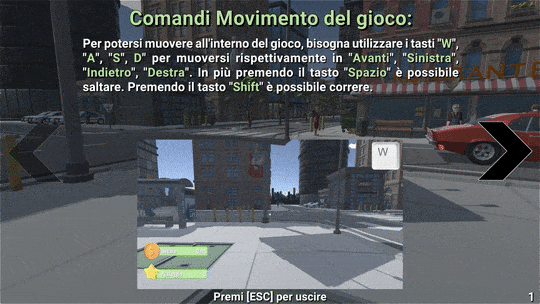 Comandi Movimento del gioco:
Per potersi muovere all'interno del gioco, bisogna utilizzare i tasti "W",
"A", "S", D" per muoversi rispettivamente in "Avanti", "Sinistra",
"Indietro", "Destra". In più premendo il tasto "Spazio" è possibile
saltare. Premendo il tasto "Shift" è possibile correre.
W
Premi [ESC] per uscire
1